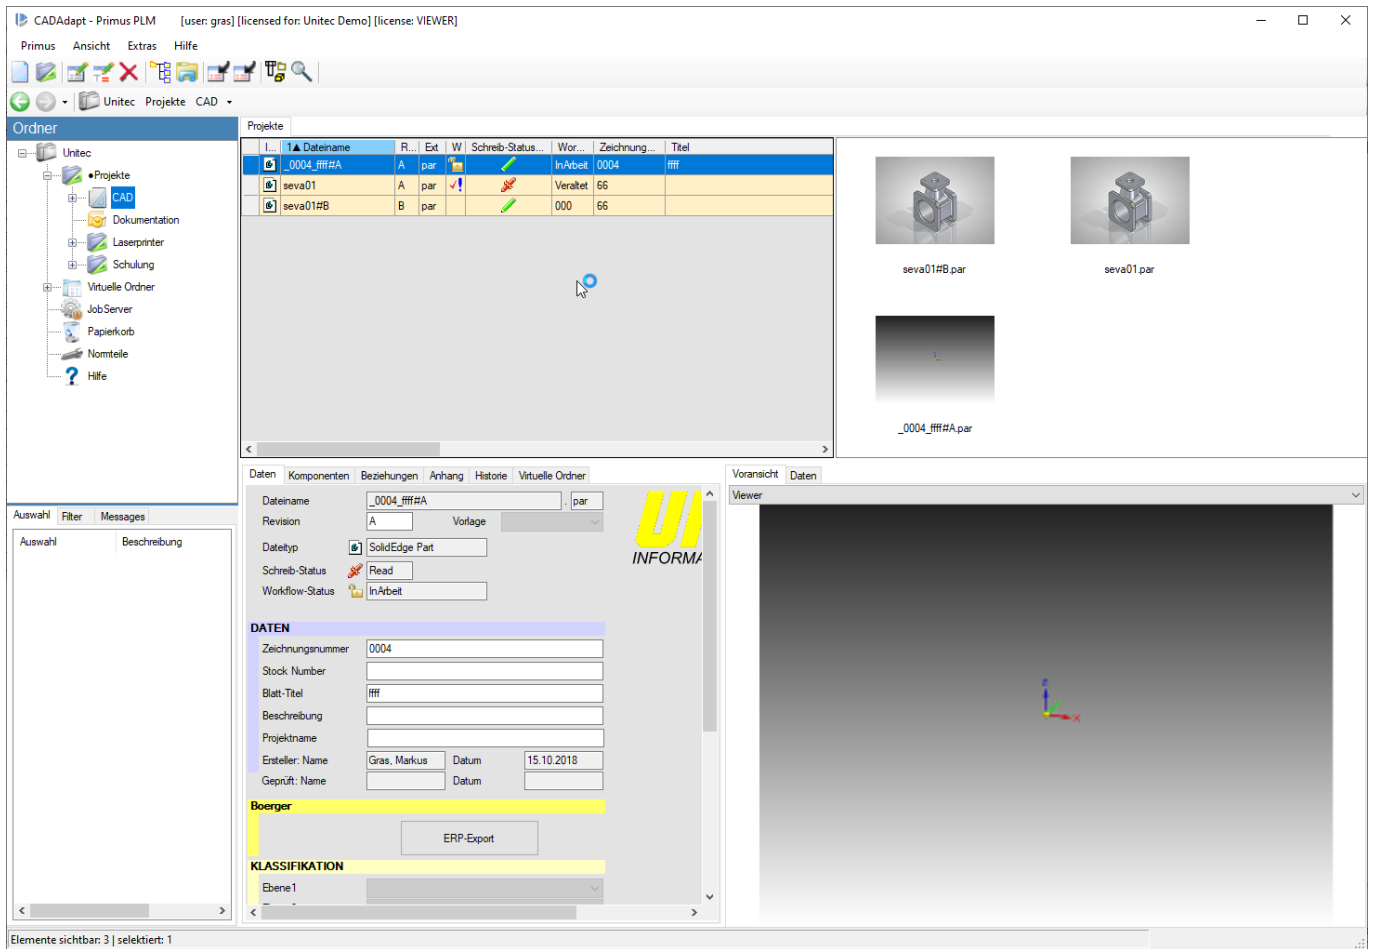 CADAdapt - Primus PLM [user: gras] [licensed for: Unitec Demo] [license: VIEWER]
Primus Ansicht Extras Hilfe
Unitec Projekte CAD
Ordner
Unitec
●Projekte
CAD
Dokumentation
Laserprinter
Schulung
Virtuelle Ordner
JobServer
Papierkorb
Normteile
Hilfe
Projekte
I... 1▲ Dateiname R... Ext W Schreib-Status... Wor... Zeichnung... Titel
_0004_ffff#A A par InArbeit 0004 ffff
seva01 A par Veraltet 66
seva01#B B par 000 66
seva01#B.par seva01.par
_0004_ffff#A.par
Auswahl Filter Messages
Auswahl Beschreibung
Daten Komponenten Beziehungen Anhang Historie Virtuelle Ordner
Dateiname _0004_ffff#A . par
Revision A Vorlage
Dateityp SolidEdge Part
Schreib-Status Read
Workflow-Status InArbeit
INFORMA
DATEN
Zeichnungsnummer 0004
Stock Number
Blatt-Titel ffff
Beschreibung
Projektname
Ersteller: Name Gras, Markus Datum 15.10.2018
Geprüft: Name Datum
Boerger
ERP-Export
KLASSIFIKATION
Ebene1
Voransicht Daten
Viewer
Z
X
Elemente sichtbar: 3 | selektiert: 1